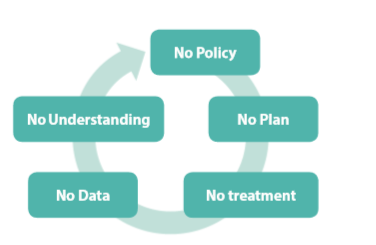 No Policy
No Plan
No treatment
No Data
No Understanding